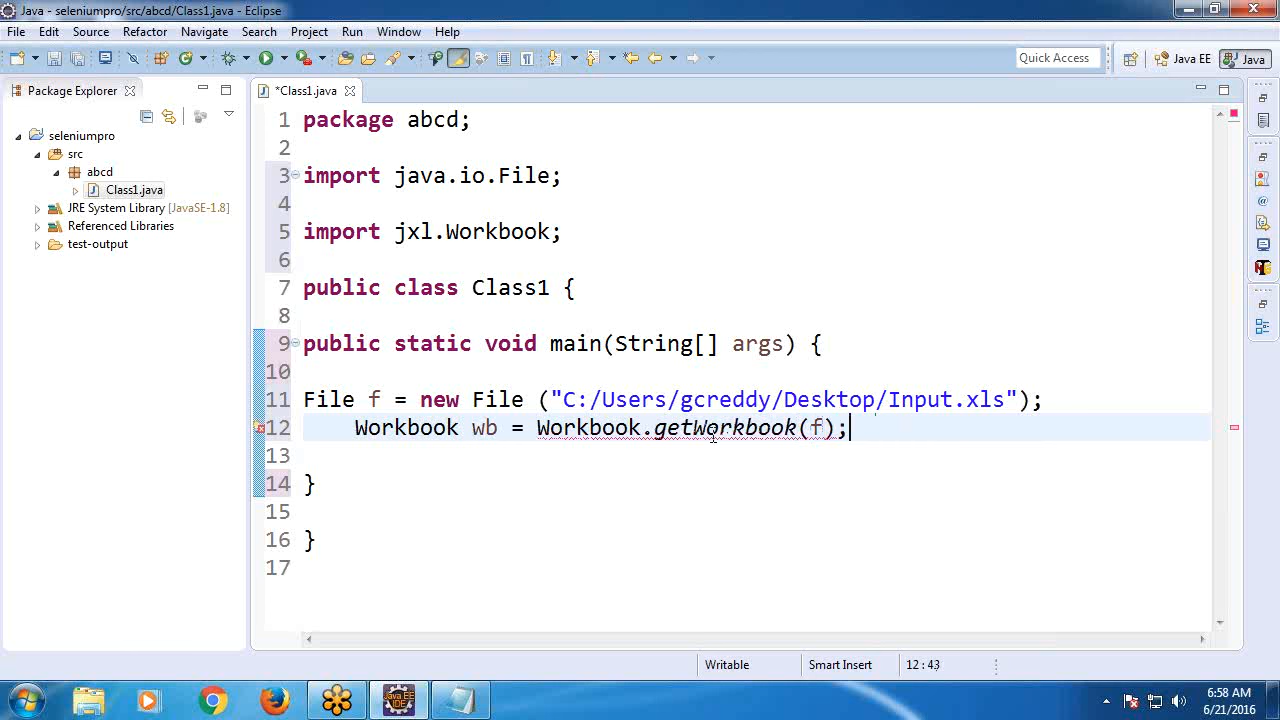 Java - seleniumpro/src/abcd/Class1.java - Eclipse
File Edit Source Refactor Navigate Search Project Run Window Help
Quick Access
Java EE
Java
Package Explorer
seleniumpro
src
abcd
Class1.java
JRE System Library [JavaSE-1.8]
Referenced Libraries
test-output
*Class1.java
1 package abcd;
2
3 import java.io.File;
4
5 import jxl.Workbook;
6
7 public class Class1 {
8
9 public static void main(String[] args) {
10
11 File f = new File ("C:/Users/gcreddy/Desktop/Input.xls");
12 Workbook wb = Workbook.getWorkbook(f);
13
14 }
15
16 }
17
Writable Smart Insert 12:43
Java EE
IDE
6:58 AM
6/21/2016